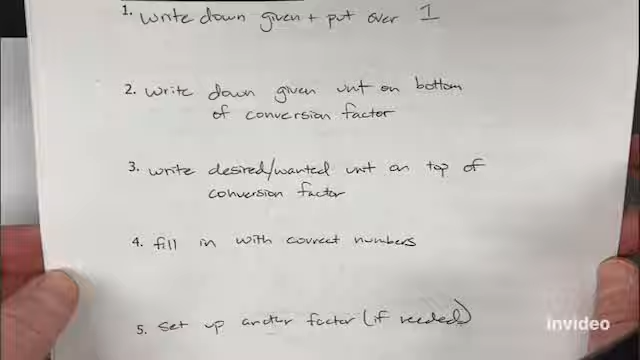 1. Write down given + put over 1
2. Write down given unit on bottom
of conversion factor
3. Write desired/wanted unit on top of
conversion factor
4. fill in with correct numbers
5. Set up another factor (if needed)
invideo